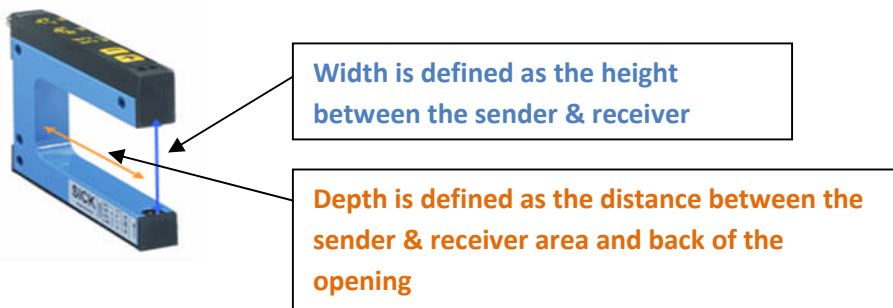 Width is defined as the height
between the sender & receiver
SICK
Depth is defined as the distance between the
sender & receiver area and back of the
opening